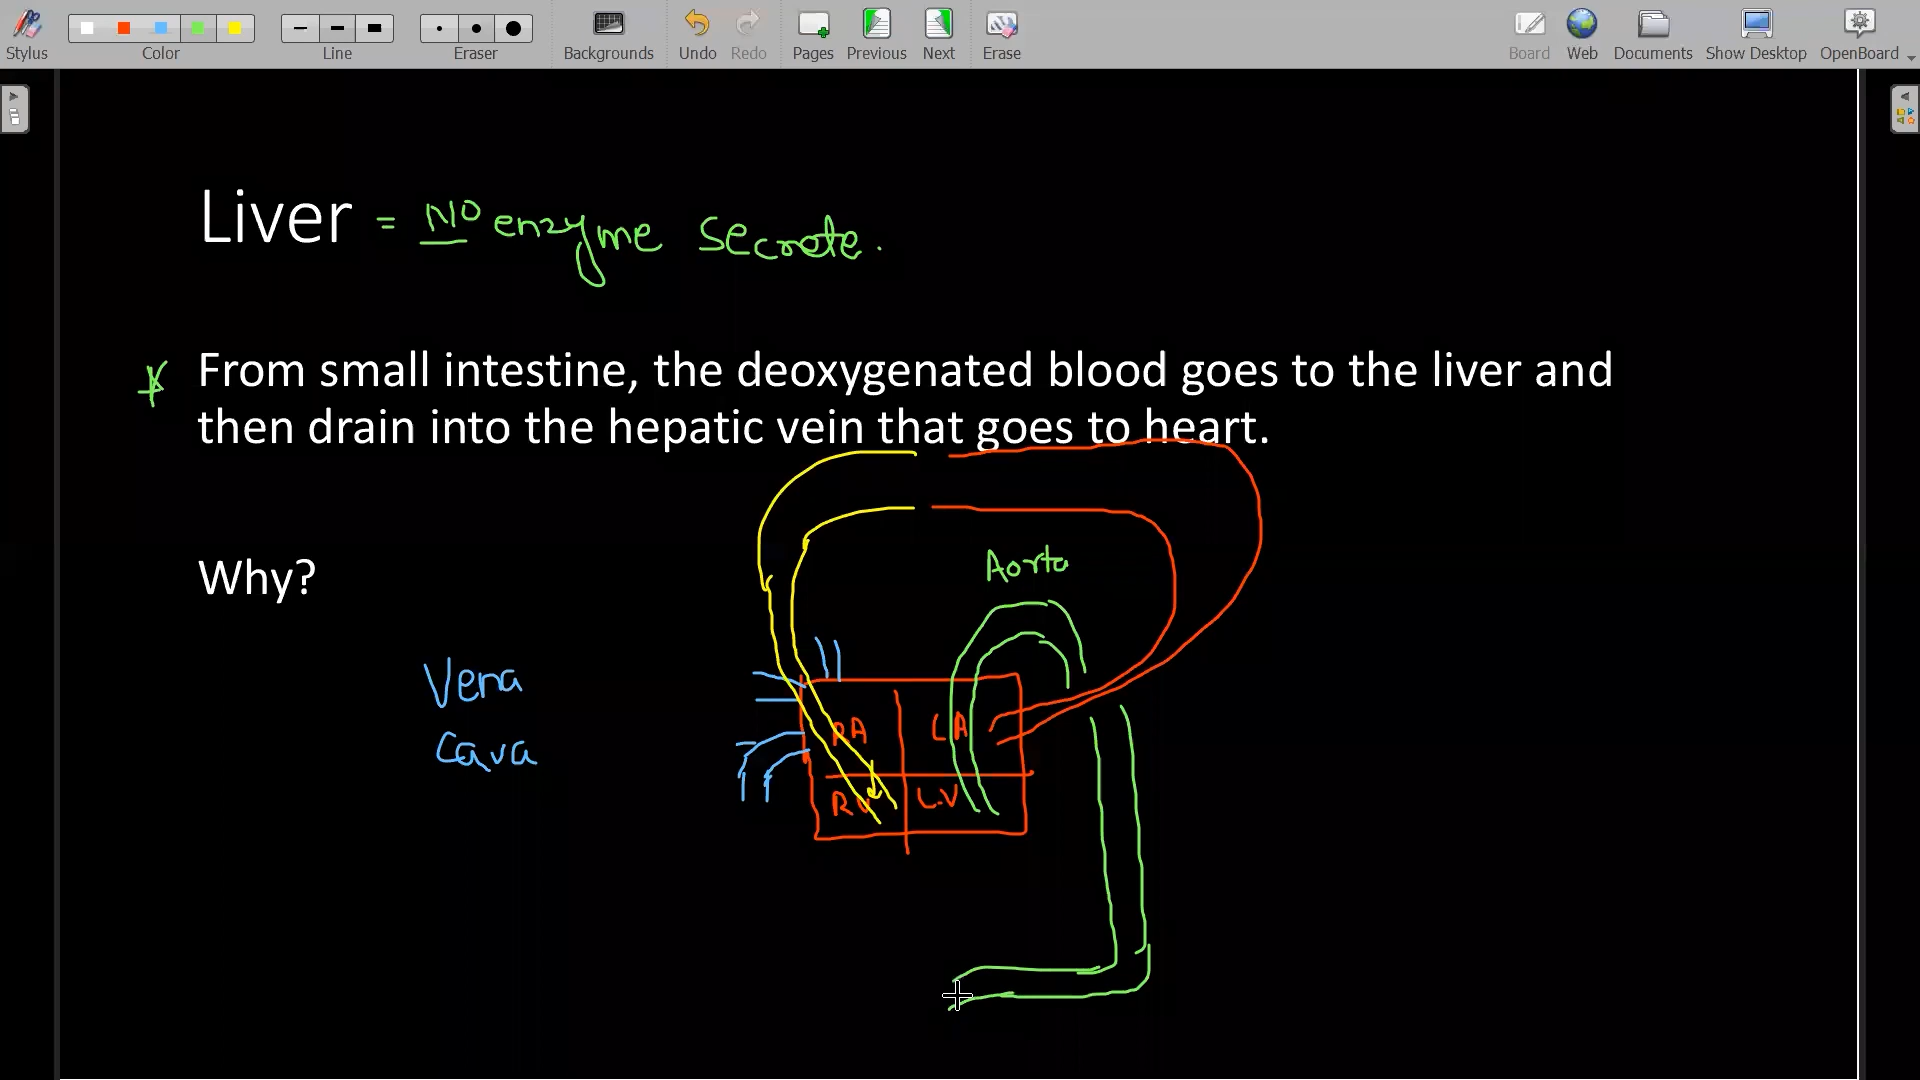 Stylus
Color
Line
Eraser
Backgrounds
Undo
Redo
Pages
Previous
Next
Erase
Board
Web
Documents
Show Desktop
OpenBoard
Liver = NO enzyme secrete.
From small intestine, the deoxygenated blood goes to the liver and
then drain into the hepatic vein that goes to heart.
Aorta
Why?
Vena
Cava
RA
LA
RV
L.V